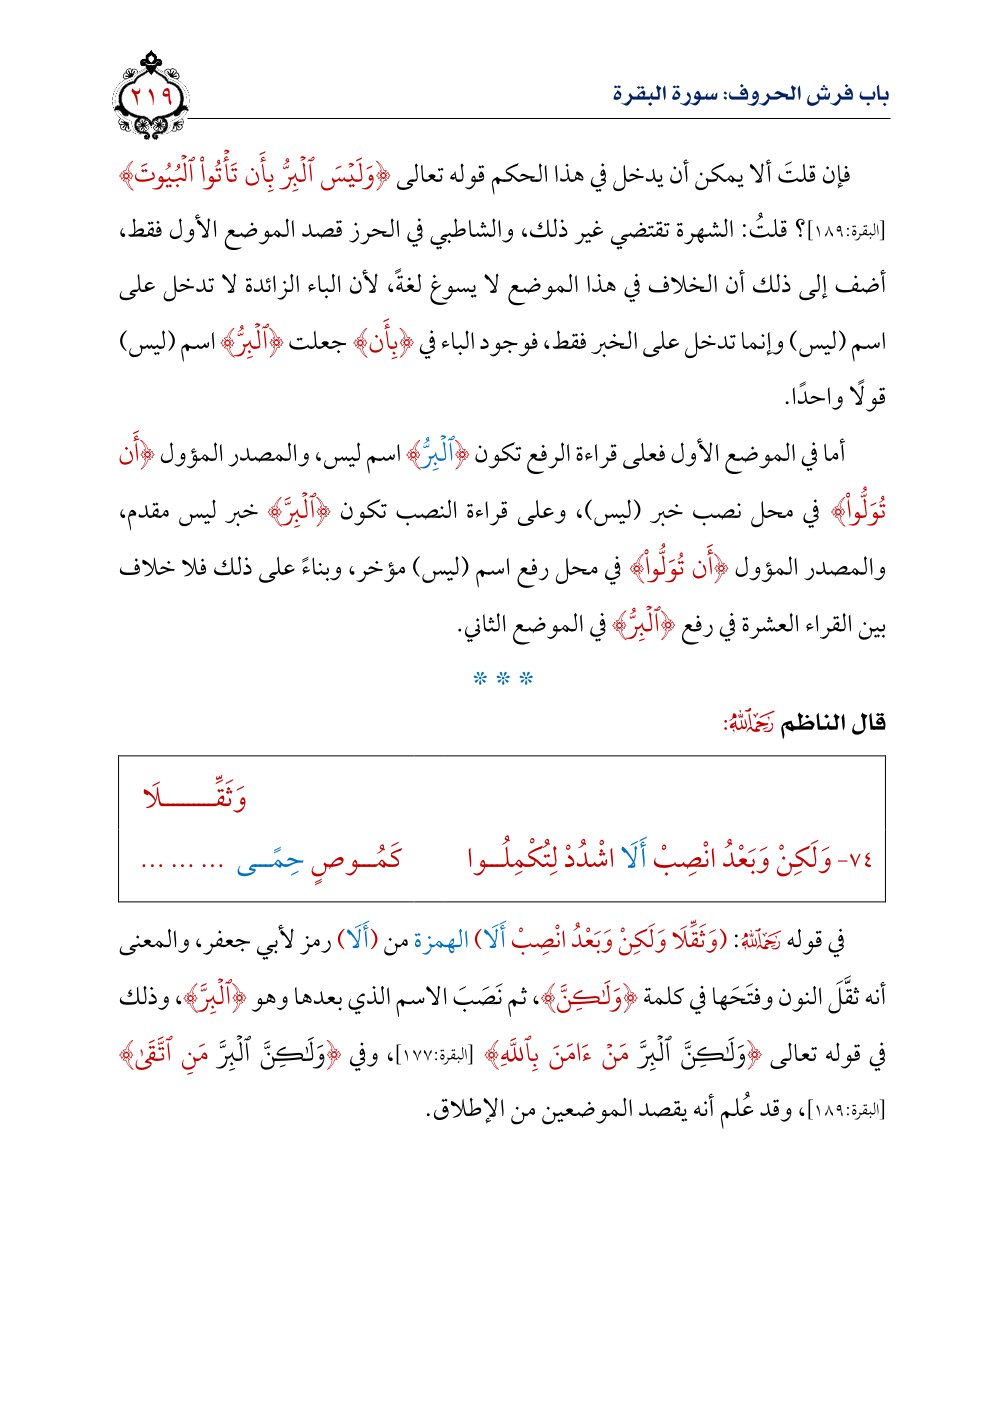 باب فرش الحروف: سورة البقرة
٢١٩
فإن قلتَ ألا يمكن أن يدخل في هذا الحكم قوله تعالى ﴿وَلَيۡسَ ٱلۡبِرُّ بِأَن تَأۡتُواْ ٱلۡبُيُوتَ﴾
[البقرة:١٨٩]؟ قلتُ: الشهرة تقتضي غير ذلك، والشاطبي في الحرز قصد الموضع الأول فقط،
أضف إلى ذلك أن الخلاف في هذا الموضع لا يسوغ لغةً، لأن الباء الزائدة لا تدخل على
اسم (ليس) وإنما تدخل على الخبر فقط، فوجود الباء في ﴿بِأَن﴾ جعلت ﴿ٱلۡبِرُّ﴾ اسم (ليس)
قولًا واحدًا.
أما في الموضع الأول فعلى قراءة الرفع تكون ﴿ٱلۡبِرُّ﴾ اسم ليس، والمصدر المؤول ﴿أَن
تُوَلُّواْ﴾ في محل نصب خبر (ليس)، وعلى قراءة النصب تكون ﴿ٱلۡبِرَّ﴾ خبر ليس مقدم،
والمصدر المؤول ﴿أَن تُوَلُّواْ﴾ في محل رفع اسم (ليس) مؤخر، وبناءً على ذلك فلا خلاف
بين القراء العشرة في رفع ﴿ٱلۡبِرُّ﴾ في الموضع الثاني.
* * *
قال الناظم رَحِمَهُ ٱللَّهُ:
وَثَقِّـــــــلَا
٧٤- وَلَكِنْ وَبَعْدُ انْصِبْ أَلَا اشْدُدْ لِتُكْمِلُـــوا كَمُـــوصٍ حِمًـــى ... ... ...
في قوله رَحِمَهُ ٱللَّهُ: (وَثَقِّلَا وَلَكِنْ وَبَعْدُ انْصِبْ أَلَا) الهمزة من (أَلَا) رمز لأبي جعفر، والمعنى
أنه ثقَّلَ النون وفتَحَها في كلمة ﴿وَلَٰكِنَّ﴾، ثم نَصَبَ الاسم الذي بعدها وهو ﴿ٱلۡبِرَّ﴾، وذلك
في قوله تعالى ﴿وَلَٰكِنَّ ٱلۡبِرَّ مَنۡ ءَامَنَ بِٱللَّهِ﴾ [البقرة:١٧٧]، وفي ﴿وَلَٰكِنَّ ٱلۡبِرَّ مَنِ ٱتَّقَىٰ﴾
[البقرة:١٨٩]، وقد عُلم أنه يقصد الموضعين من الإطلاق.